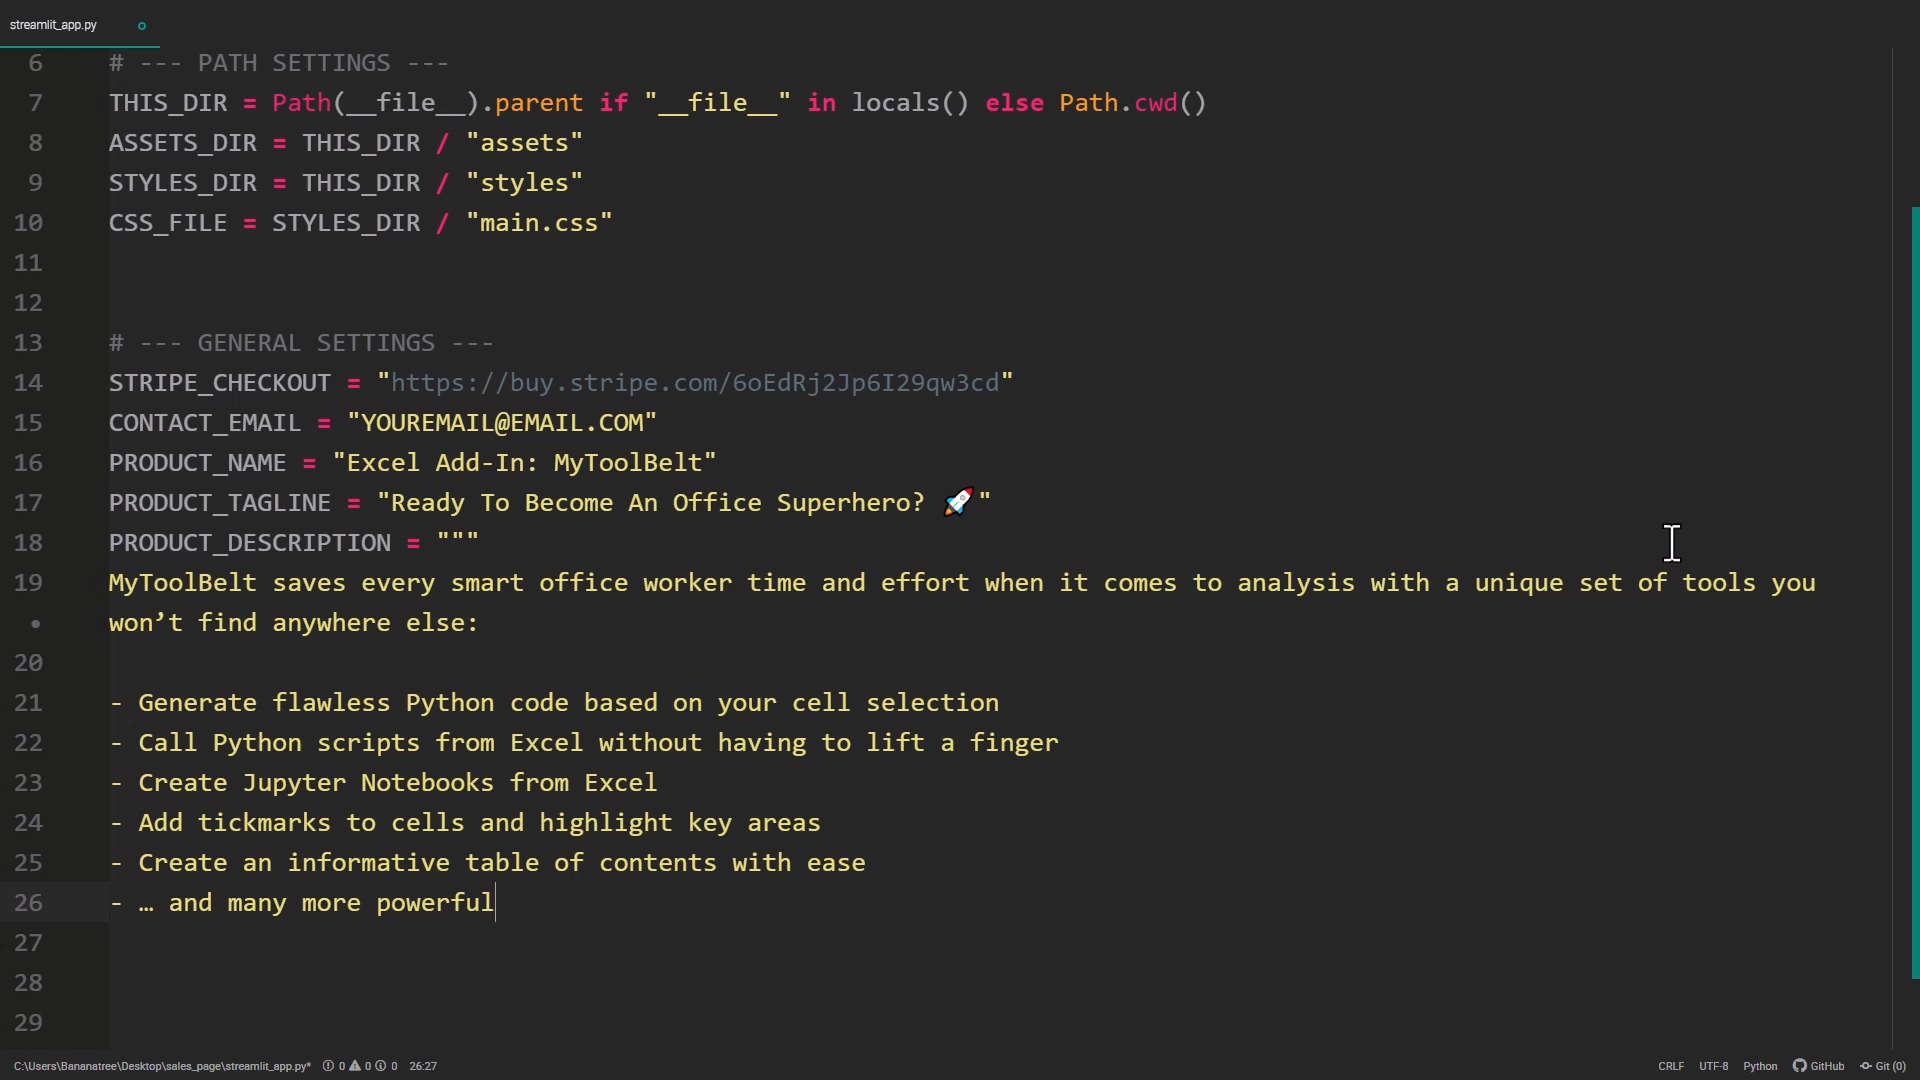 streamlit_app.py
6 # --- PATH SETTINGS ---
7 THIS_DIR = Path(__file__).parent if "__file__" in locals() else Path.cwd()
8 ASSETS_DIR = THIS_DIR / "assets"
9 STYLES_DIR = THIS_DIR / "styles"
10 CSS_FILE = STYLES_DIR / "main.css"
11
12
13 # --- GENERAL SETTINGS ---
14 STRIPE_CHECKOUT = "https://buy.stripe.com/6oEdRj2Jp6I29qw3cd"
15 CONTACT_EMAIL = "YOUREMAIL@EMAIL.COM"
16 PRODUCT_NAME = "Excel Add-In: MyToolBelt"
17 PRODUCT_TAGLINE = "Ready To Become An Office Superhero? 🚀"
18 PRODUCT_DESCRIPTION = """
19 MyToolBelt saves every smart office worker time and effort when it comes to analysis with a unique set of tools you
• won’t find anywhere else:
20
21 - Generate flawless Python code based on your cell selection
22 - Call Python scripts from Excel without having to lift a finger
23 - Create Jupyter Notebooks from Excel
24 - Add tickmarks to cells and highlight key areas
25 - Create an informative table of contents with ease
26 - … and many more powerful
27
28
29
C:\Users\Bananatree\Desktop\sales_page\streamlit_app.py* 0 0 0 26:27 CRLF UTF-8 Python GitHub Git (0)